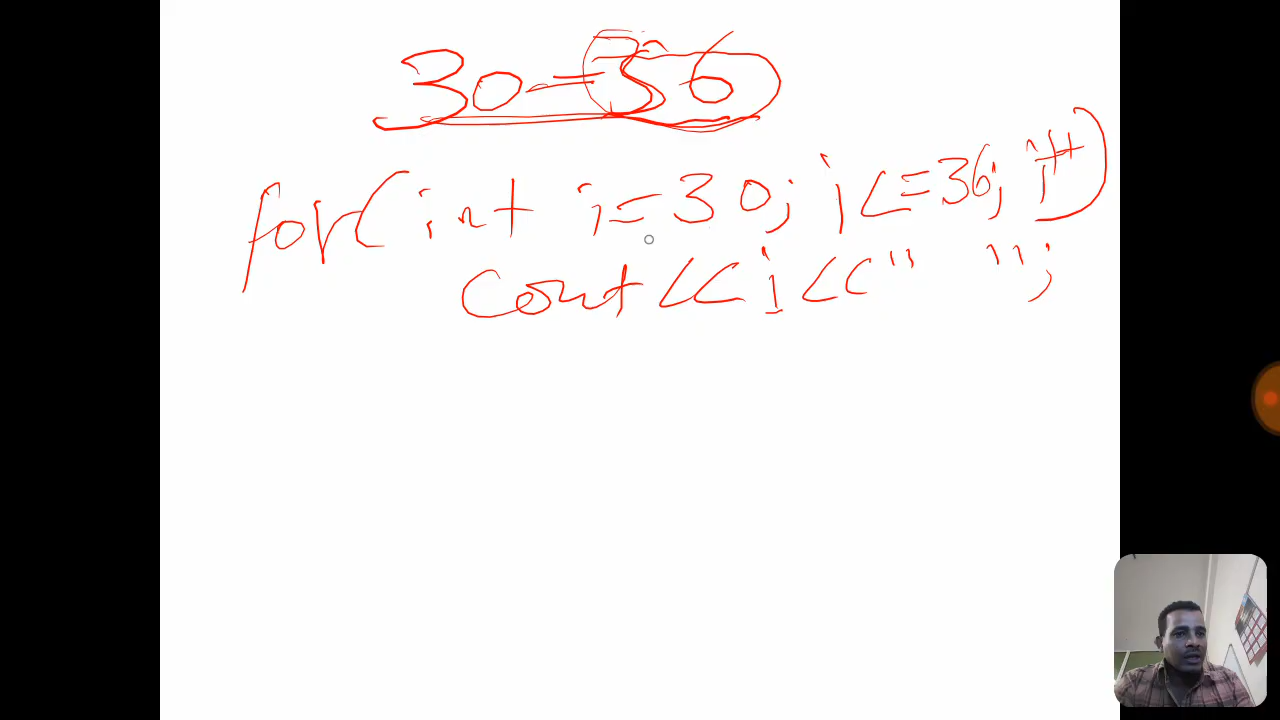 30-36
for(int i=30; i<=36; i++)
cout<<i<<" ";